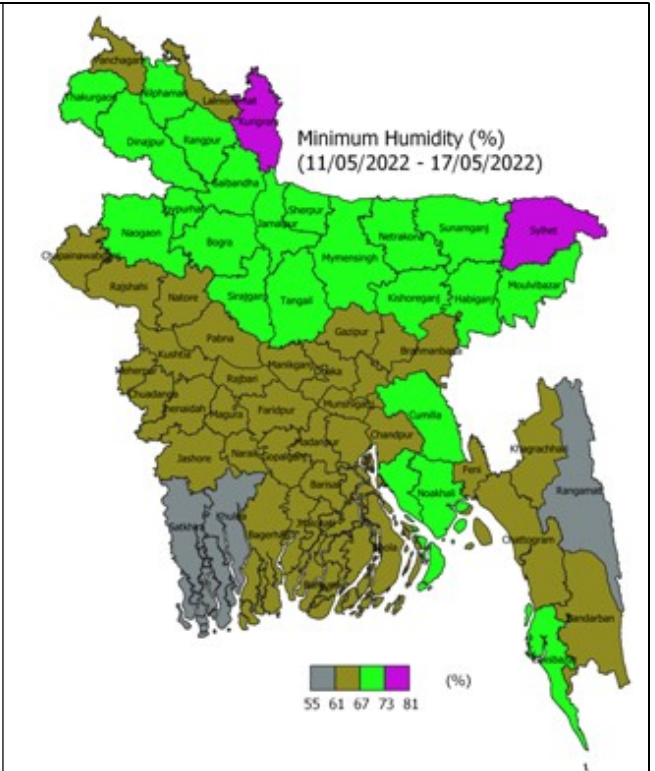 Panchagarh
Thakurgaon
Nilphamari
Lalmonirhat
Kurigram
Dinajpur
Rangpur
Minimum Humidity (%)
(11/05/2022 - 17/05/2022)
Gaibandha
Joypurhat
Sherpur
Jamalpur
Naogaon
Bogra
Mymensingh
Netrakona
Sunamganj
Sylhet
Chapainawabganj
Rajshahi
Natore
Sirajganj
Tangail
Kishoreganj
Habiganj
Moulvibazar
Pabna
Gazipur
Kushtia
Manikganj
Dhaka
Brahmanbaria
Meherpur
Chuadanga
Rajbari
Jhenaidah
Magura
Faridpur
Munshiganj
Cumilla
Chandpur
Madaripur
Jashore
Narail
Gopalganj
Khagrachhari
Feni
Rangamati
Noakhali
Barisal
Satkhira
Khulna
Bagerhat
Bhola
Chattogram
Bandarban
(%)
55 61 67 73 81